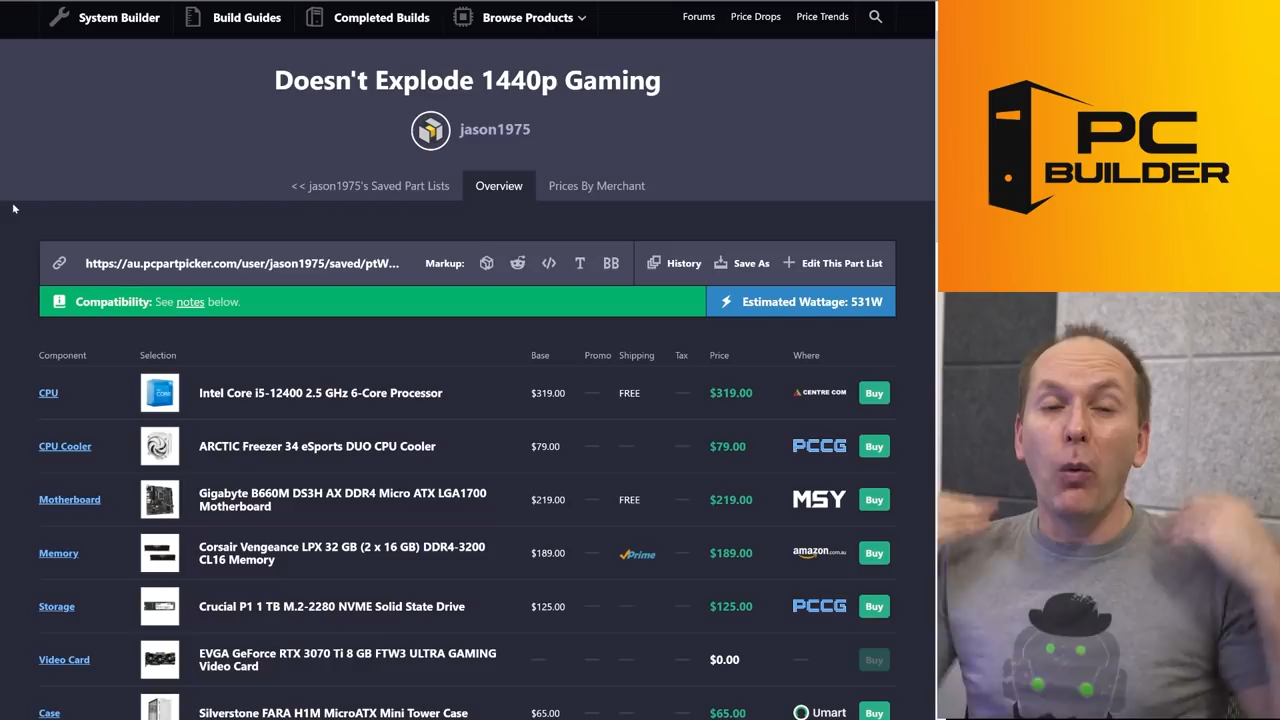 System Builder
Build Guides
Completed Builds
Browse Products
Forums
Price Drops
Price Trends
Doesn't Explode 1440p Gaming
jason1975
<< jason1975's Saved Part Lists
Overview
Prices By Merchant
https://au.pcpartpicker.com/user/jason1975/saved/ptW...
Markup:
T
BB
History
Save As
Edit This Part List
Compatibility: See notes below.
Estimated Wattage: 531W
Component Selection Base Promo Shipping Tax Price Where
CPU
Intel Core i5-12400 2.5 GHz 6-Core Processor
$319.00 — FREE — $319.00 CENTRE COM Buy
CPU Cooler
ARCTIC Freezer 34 eSports DUO CPU Cooler
$79.00 — — — $79.00 PCCG Buy
Motherboard
Gigabyte B660M DS3H AX DDR4 Micro ATX LGA1700
Motherboard
$219.00 — FREE — $219.00 MSY Buy
Memory
Corsair Vengeance LPX 32 GB (2 x 16 GB) DDR4-3200
CL16 Memory
$189.00 — Prime — $189.00 amazon.com.au Buy
Storage
Crucial P1 1 TB M.2-2280 NVME Solid State Drive
$125.00 — — — $125.00 PCCG Buy
Video Card
EVGA GeForce RTX 3070 Ti 8 GB FTW3 ULTRA GAMING
Video Card
— — — — $0.00 — Buy
Case
Silverstone FARA H1M MicroATX Mini Tower Case
$65.00 — — — $65.00 Umart Buy
PC
BUILDER